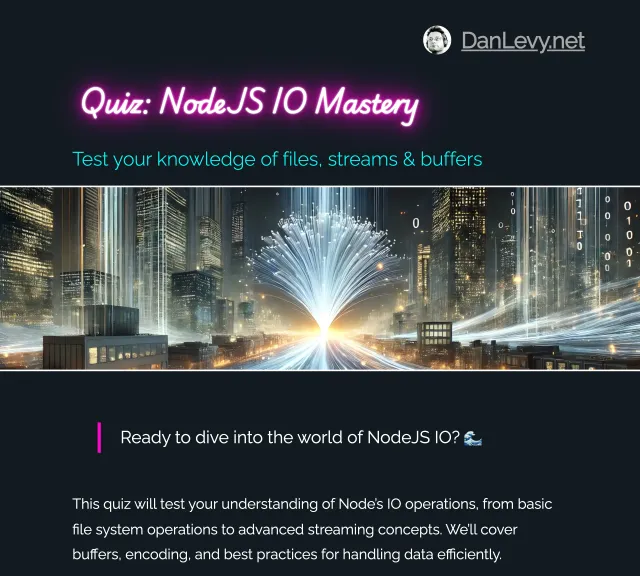 DanLevy.net
Quiz: NodeJS IO Mastery
Test your knowledge of files, streams & buffers
Ready to dive into the world of NodeJS IO? 🌊
This quiz will test your understanding of Node's IO operations, from basic
file system operations to advanced streaming concepts. We'll cover
buffers, encoding, and best practices for handling data efficiently.